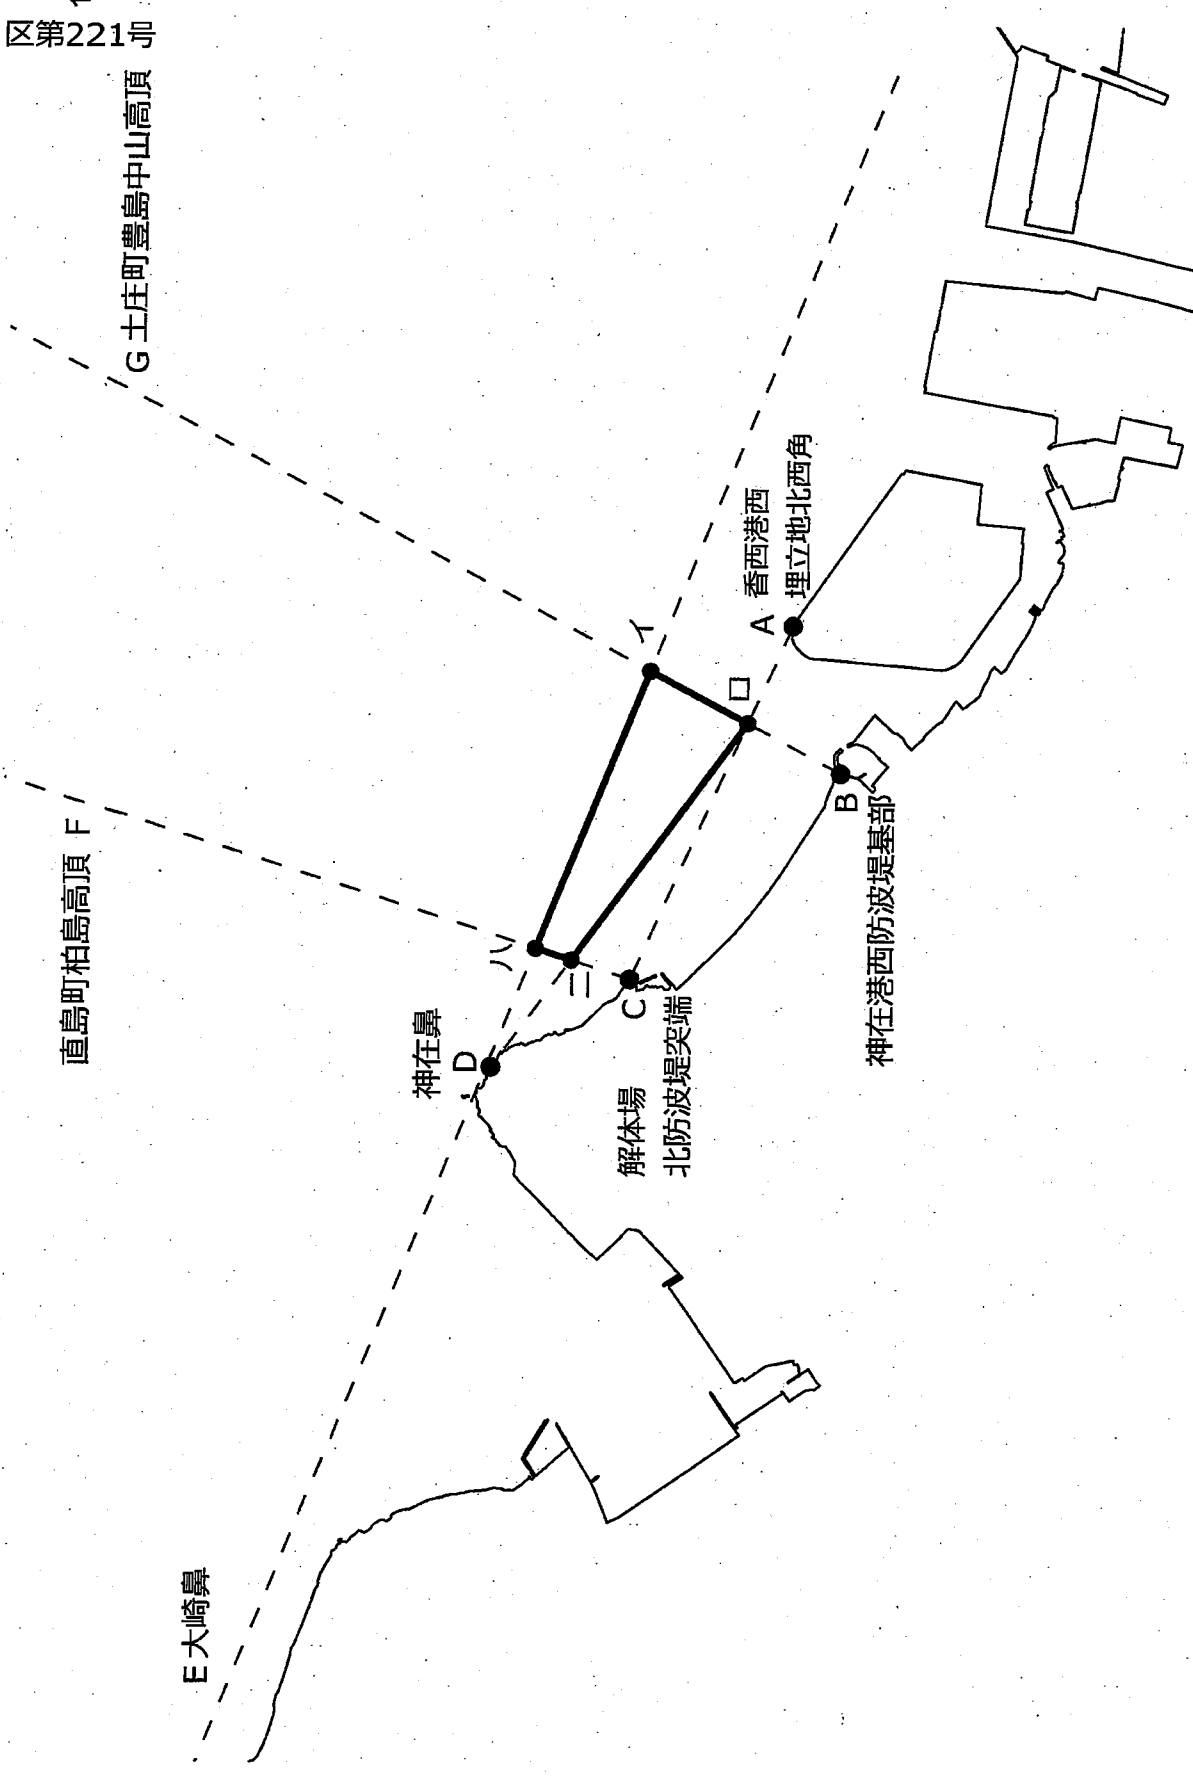 区第221号
G 土庄町豊島中山高頂
直島町柏島高頂 F
イ
ロ
ハ
ニ
A
香西港西
埋立地北西角
B
神在港西防波堤基部
C
解体場
北防波堤突端
神在鼻
D
E 大崎鼻